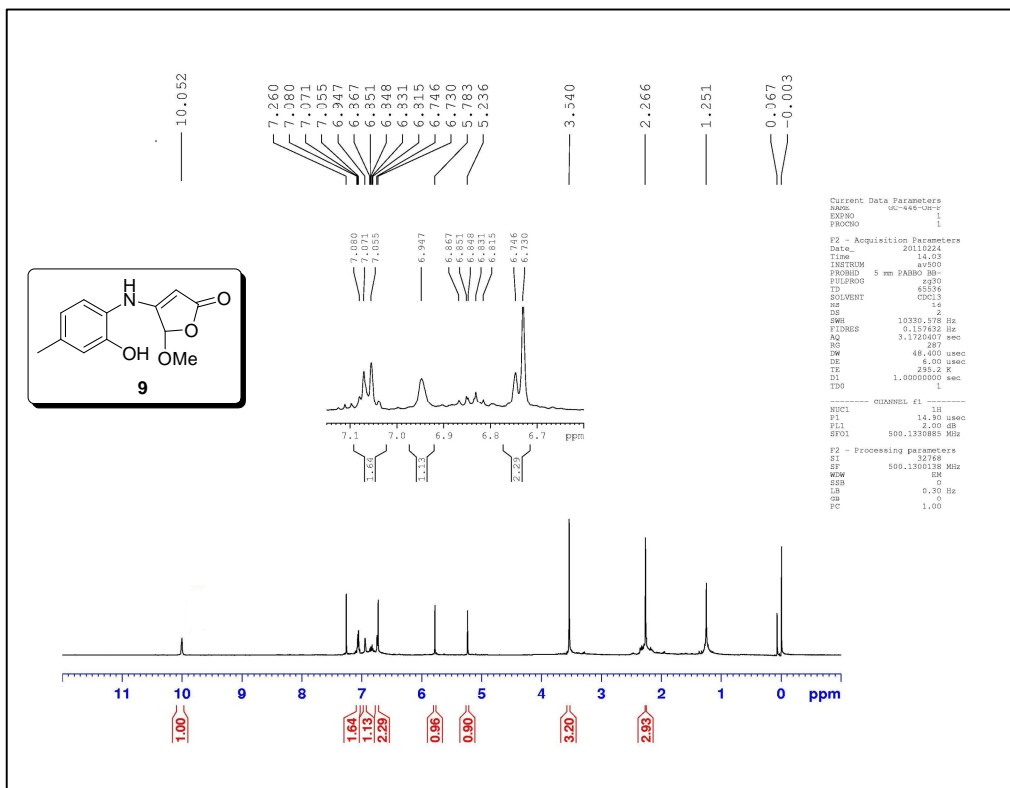 10.052
7.260
7.080
7.071
7.055
6.947
6.867
6.851
6.848
6.831
6.815
6.746
6.730
5.783
5.236
3.540
2.266
1.251
0.067
-0.003
Current Data Parameters
NAME UC-446-OH-F
EXPNO 1
PROCNO 1
F2 - Acquisition Parameters
Date_ 20110224
Time 14.03
INSTRUM av500
PROBHD 5 mm PABBO BB-
PULPROG zg30
TD 65536
SOLVENT CDCl3
NS 16
DS 2
SWH 10330.578 Hz
FIDRES 0.157632 Hz
AQ 3.1720407 sec
RG 287
DW 48.400 usec
DE 6.00 usec
TE 295.2 K
D1 1.00000000 sec
TD0 1
-------- CHANNEL f1 --------
NUC1 1H
P1 14.90 usec
PL1 2.00 dB
SFO1 500.1330885 MHz
F2 - Processing parameters
SI 32768
SF 500.1300138 MHz
WDW EM
SSB 0
LB 0.30 Hz
GB 0
PC 1.00
7.080
7.071
7.055
6.947
6.867
6.851
6.848
6.831
6.815
6.746
6.730
7.1 7.0 6.9 6.8 6.7 ppm
1.64
1.13
2.29
H
N
O
O
OH
OMe
9
11 10 9 8 7 6 5 4 3 2 1 0 ppm
1.00
1.64
1.13
2.29
0.96
0.90
3.20
2.93